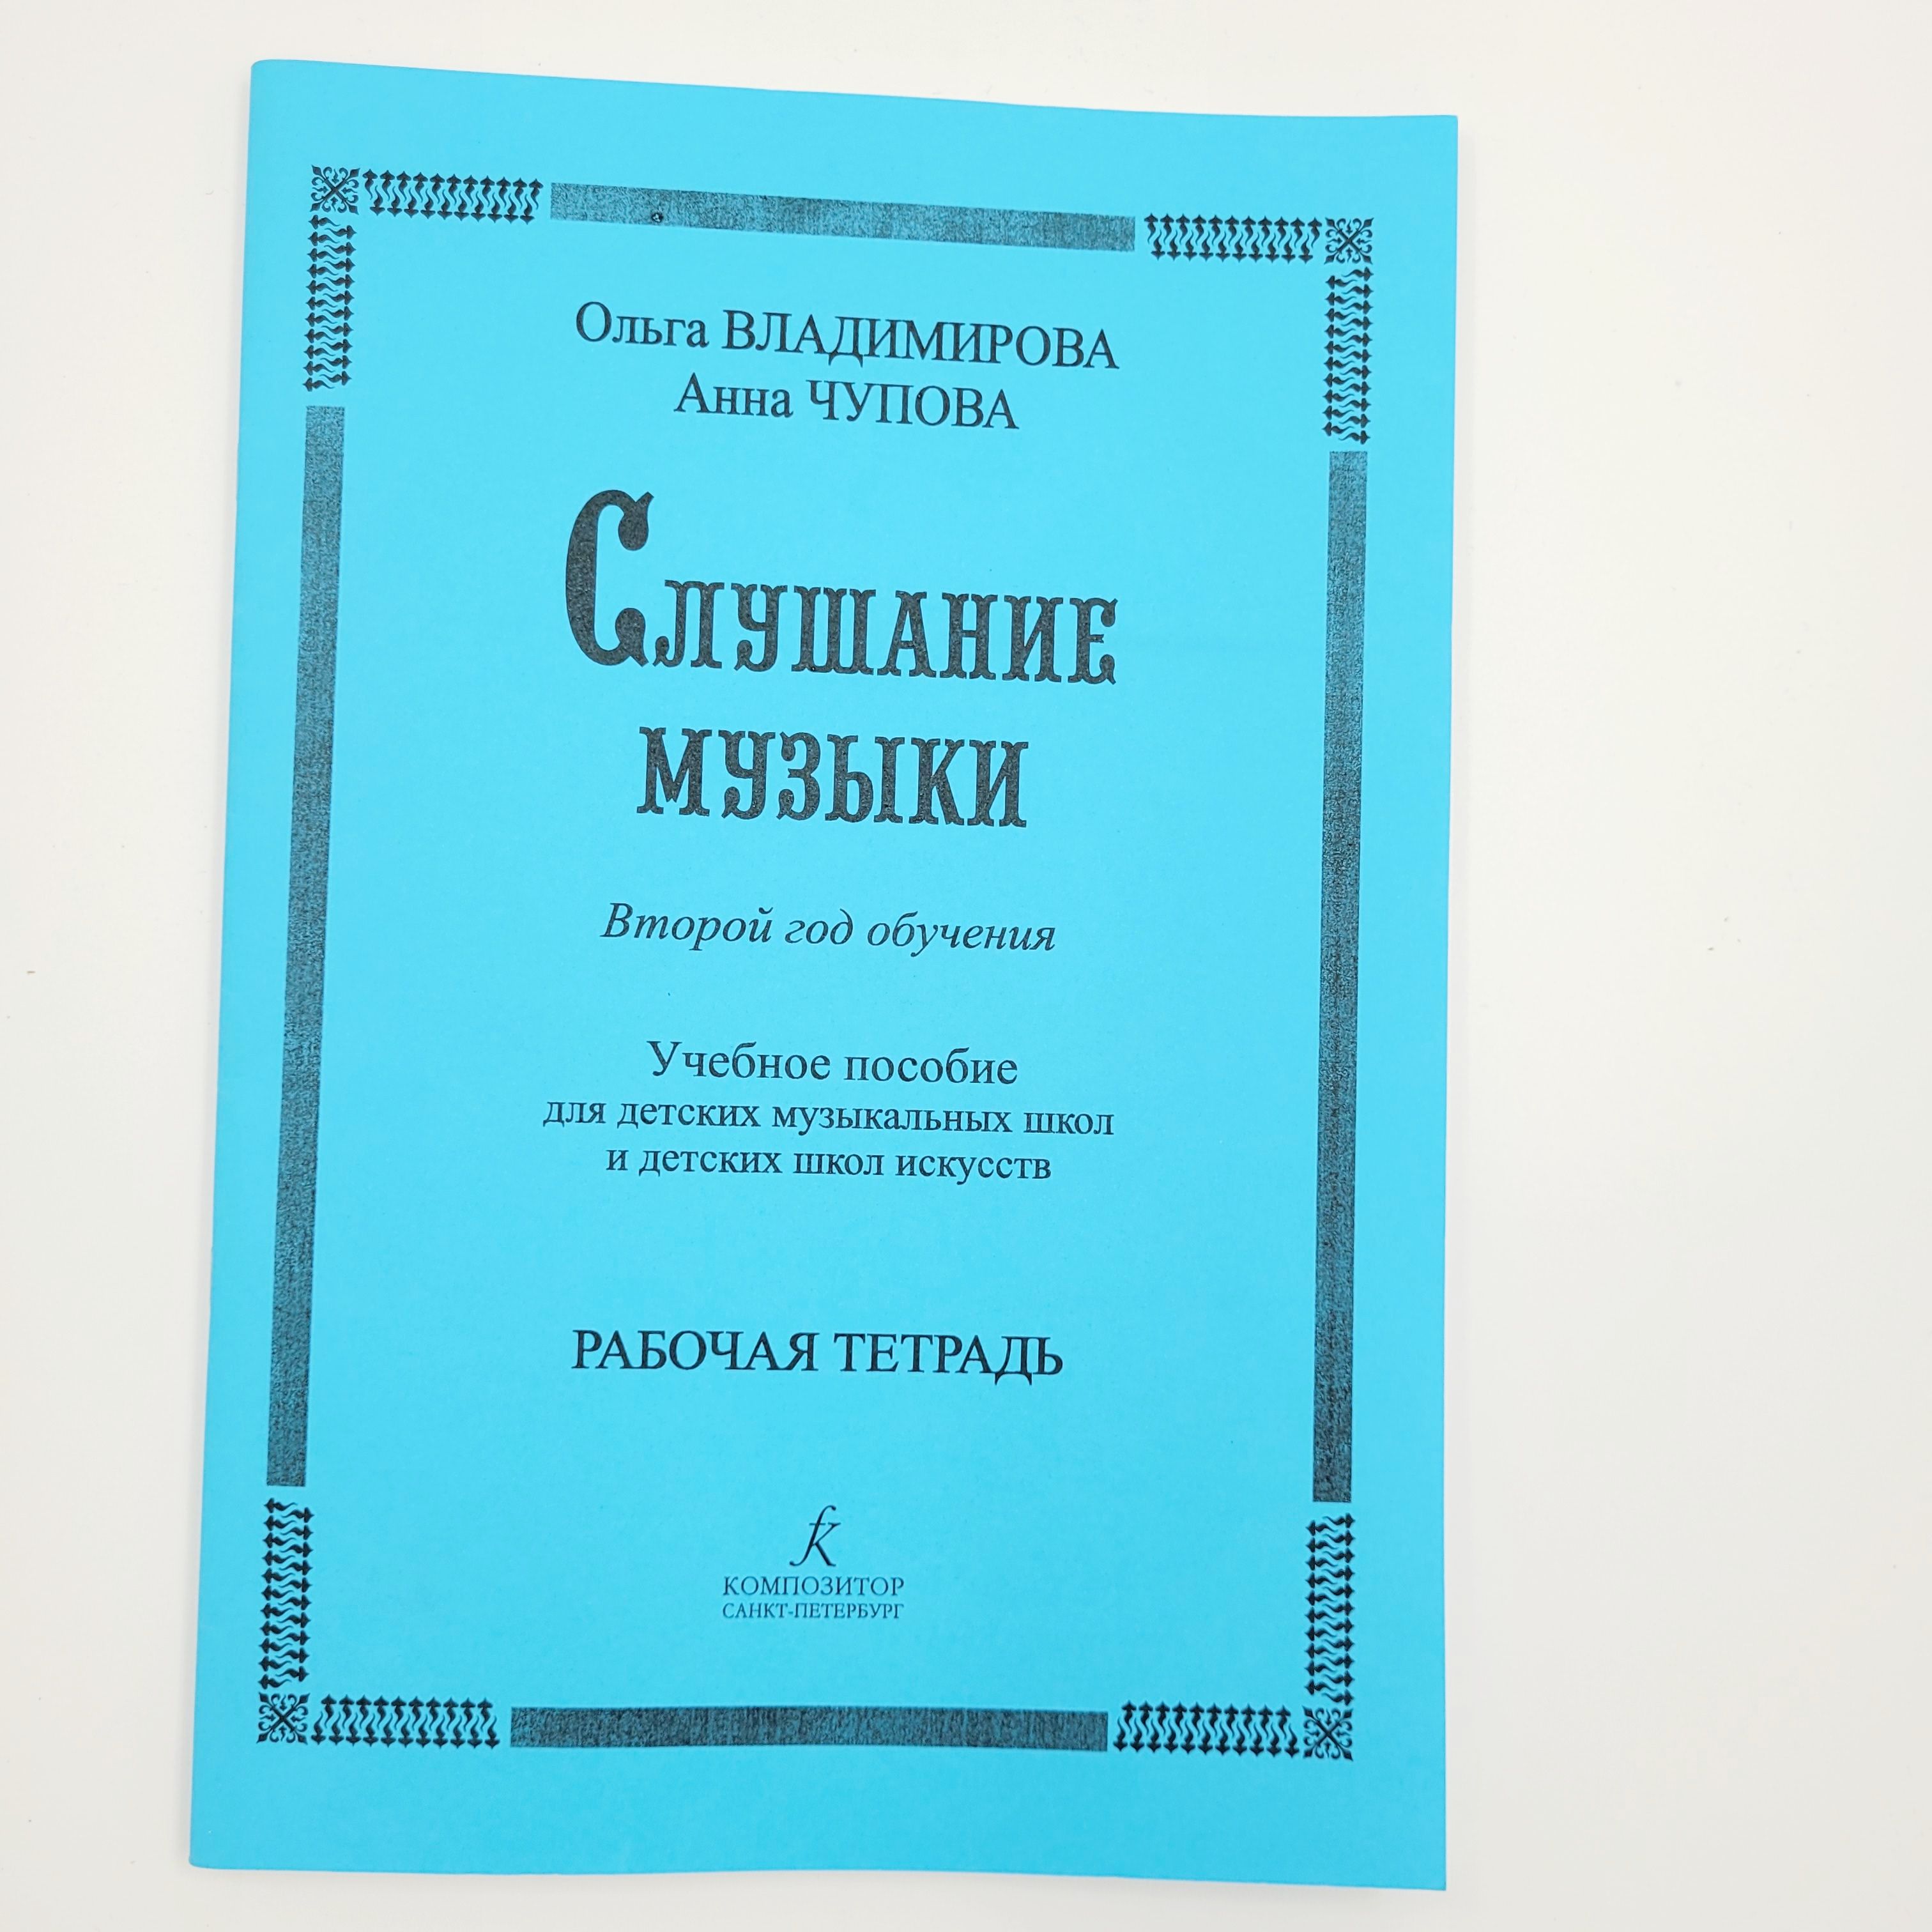 Ольга ВЛАДИМИРОВА
Анна ЧУПОВА
Слушание
музыки
Второй год обучения
Учебное пособие
для детских музыкальных школ
и детских школ искусств
РАБОЧАЯ ТЕТРАДЬ
fk
КОМПОЗИТОР
САНКТ-ПЕТЕРБУРГ